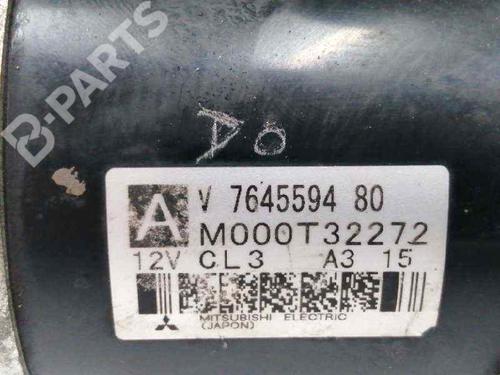 B-PARTS
DO
A
V 7645594 80
M000T32272
12V CL3 A3 15
MITSUBISHI ELECTRIC
(JAPON)